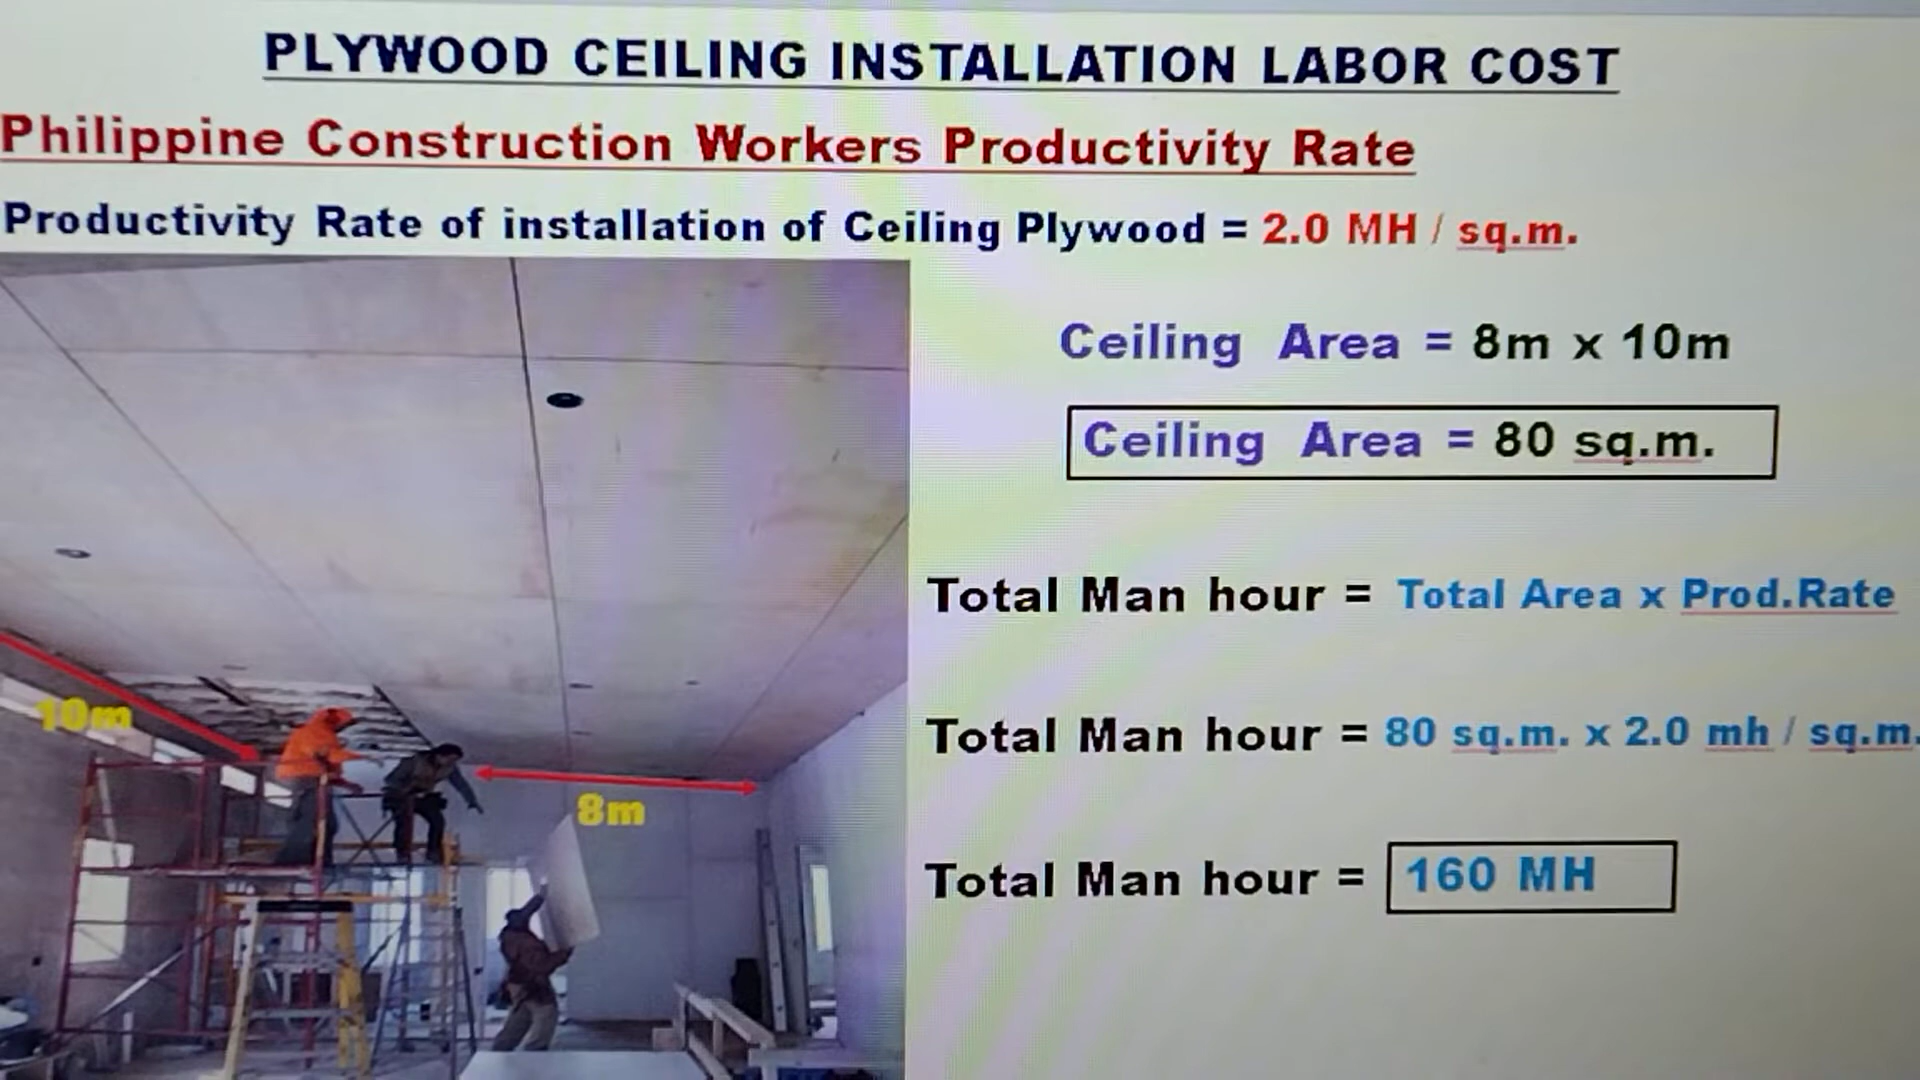 PLYWOOD CEILING INSTALLATION LABOR COST
Philippine Construction Workers Productivity Rate
Productivity Rate of installation of Ceiling Plywood = 2.0 MH / sq.m.
Ceiling Area = 8m x 10m
Ceiling Area = 80 sq.m.
Total Man hour = Total Area x Prod.Rate
10m
Total Man hour = 80 sq.m. x 2.0 mh / sq.m.
8m
Total Man hour = 160 MH